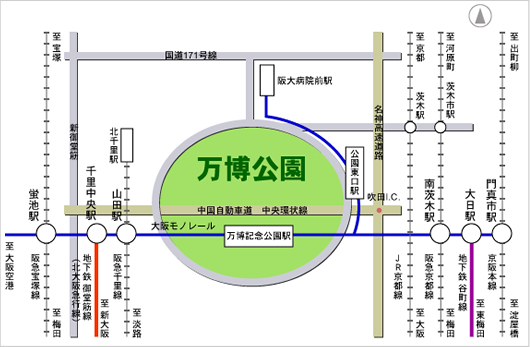 至宝塚
至京都
至河原町
至出町柳
国道171号線
阪大病院前駅
茨木駅
茨木市駅
新御堂筋
北千里駅
名神高速道路
万博公園
公園東口駅
蛍池駅
千里中央駅
山田駅
吹田I.C.
南茨木駅
大日駅
門真市駅
中国自動車道 中央環状線
大阪モノレール
万博記念公園駅
至大阪空港
阪急宝塚線
地下鉄 御堂筋線
(北大阪急行線)
阪急千里線
JR京都線
阪急京都線
地下鉄 谷町線
京阪本線
至梅田
至新大阪
至淡路
至大阪
至梅田
至東梅田
至淀屋橋